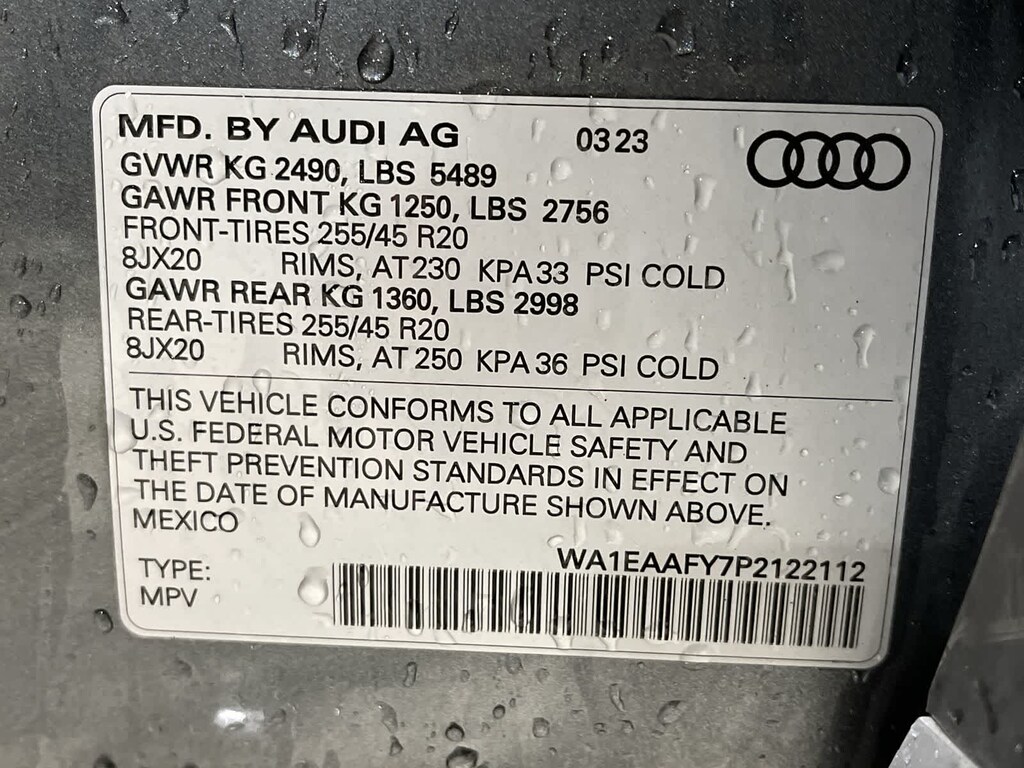 MFD. BY AUDI AG 03 23
GVWR KG 2490, LBS 5489
GAWR FRONT KG 1250, LBS 2756
FRONT-TIRES 255/45 R20
8JX20 RIMS, AT 230 KPA 33 PSI COLD
GAWR REAR KG 1360, LBS 2998
REAR-TIRES 255/45 R20
8JX20 RIMS, AT 250 KPA 36 PSI COLD
THIS VEHICLE CONFORMS TO ALL APPLICABLE
U.S. FEDERAL MOTOR VEHICLE SAFETY AND
THEFT PREVENTION STANDARDS IN EFFECT ON
THE DATE OF MANUFACTURE SHOWN ABOVE.
MEXICO
WA1EAAFY7P2122112
TYPE:
MPV